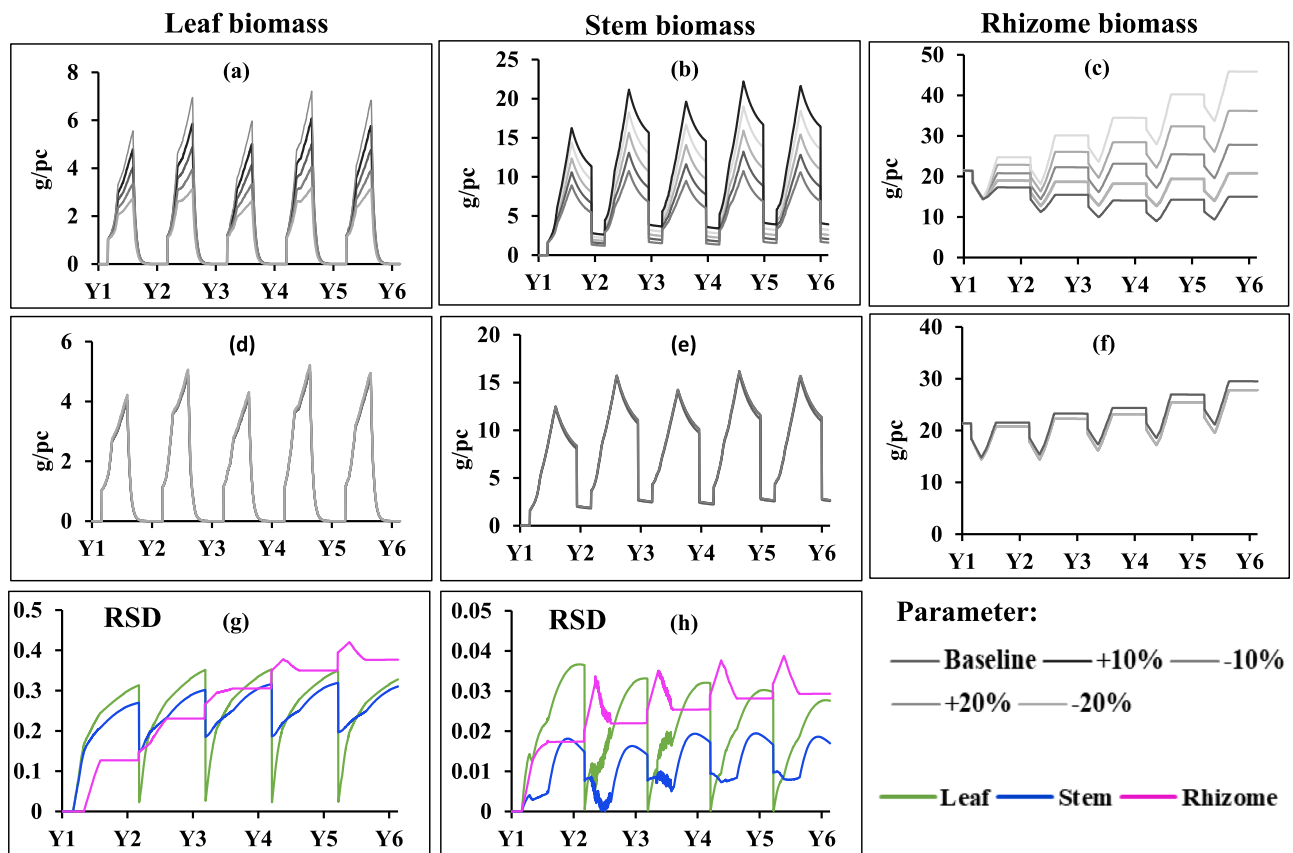 Leaf biomass
Stem biomass
Rhizome biomass
(a)
g/pc
8
6
4
2
0
Y1 Y2 Y3 Y4 Y5 Y6
(b)
g/pc
25
20
15
10
5
0
Y1 Y2 Y3 Y4 Y5 Y6
(c)
g/pc
50
40
30
20
10
0
Y1 Y2 Y3 Y4 Y5 Y6
(d)
g/pc
6
4
2
0
Y1 Y2 Y3 Y4 Y5 Y6
(e)
g/pc
20
15
10
5
0
Y1 Y2 Y3 Y4 Y5 Y6
(f)
g/pc
40
30
20
10
0
Y1 Y2 Y3 Y4 Y5 Y6
RSD (g)
0.5
0.4
0.3
0.2
0.1
0
Y1 Y2 Y3 Y4 Y5 Y6
RSD (h)
0.05
0.04
0.03
0.02
0.01
0
Y1 Y2 Y3 Y4 Y5 Y6
Parameter:
Baseline +10% -10%
+20% -20%
Leaf Stem Rhizome